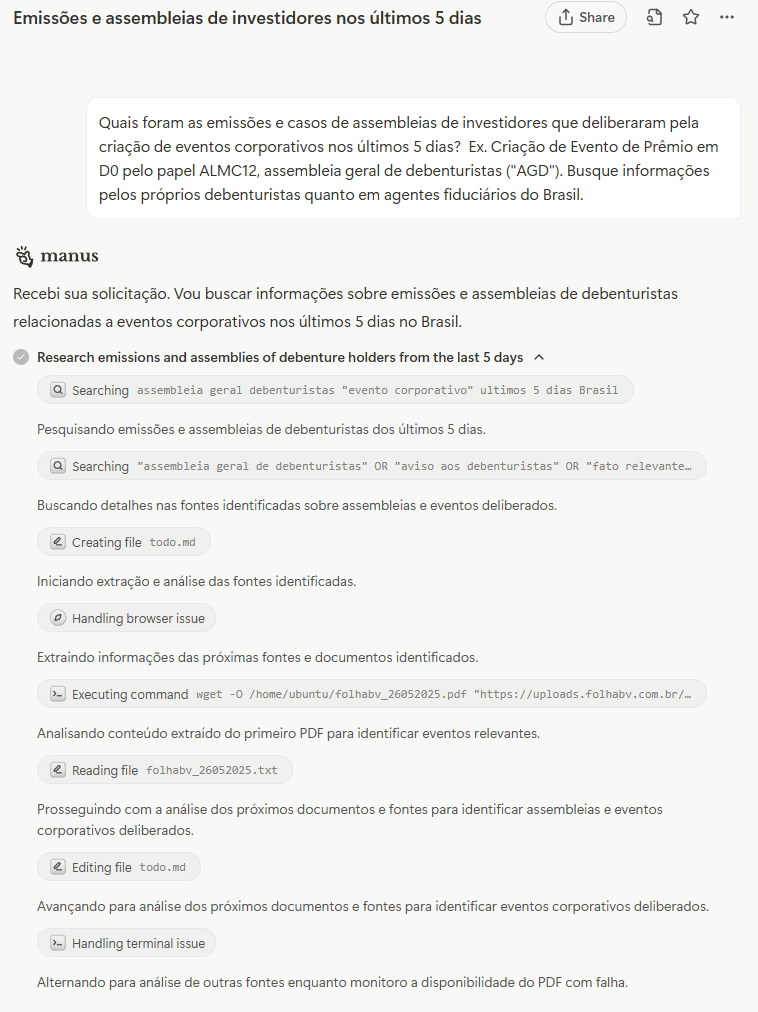 Emissões e assembleias de investidores nos últimos 5 dias
Share
Quais foram as emissões e casos de assembleias de investidores que deliberaram pela
criação de eventos corporativos nos últimos 5 dias?  Ex. Criação de Evento de Prêmio em
D0 pelo papel ALMC12, assembleia geral de debenturistas ("AGD"). Busque informações
pelos próprios debenturistas quanto em agentes fiduciários do Brasil.
manus
Recebi sua solicitação. Vou buscar informações sobre emissões e assembleias de debenturistas
relacionadas a eventos corporativos nos últimos 5 dias no Brasil.
Research emissions and assemblies of debenture holders from the last 5 days
Searching assembleia geral debenturistas "evento corporativo" ultimos 5 dias Brasil
Pesquisando emissões e assembleias de debenturistas dos últimos 5 dias.
Searching "assembleia geral de debenturistas" OR "aviso aos debenturistas" OR "fato relevante…
Buscando detalhes nas fontes identificadas sobre assembleias e eventos deliberados.
Creating file todo.md
Iniciando extração e análise das fontes identificadas.
Handling browser issue
Extraindo informações das próximas fontes e documentos identificados.
Executing command wget -O /home/ubuntu/folhabv_26052025.pdf "https://uploads.folhabv.com.br/…
Analisando conteúdo extraído do primeiro PDF para identificar eventos relevantes.
Reading file folhabv_26052025.txt
Prosseguindo com a análise dos próximos documentos e fontes para identificar assembleias e eventos
corporativos deliberados.
Editing file todo.md
Avançando para análise dos próximos documentos e fontes para identificar eventos corporativos deliberados.
Handling terminal issue
Alternando para análise de outras fontes enquanto monitoro a disponibilidade do PDF com falha.